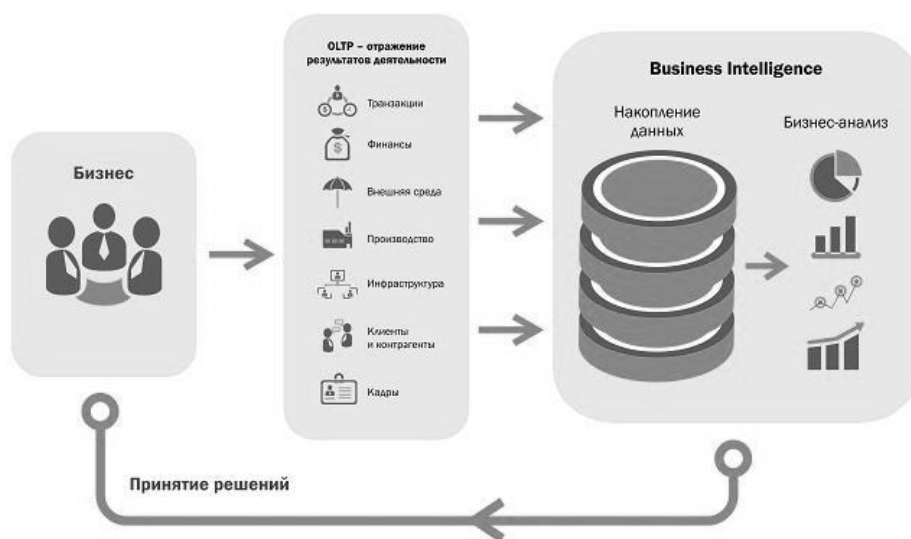 Бизнес
OLTP – отражение
результатов деятельности
Транзакции
Финансы
Внешняя среда
Производство
Инфраструктура
Клиенты
и контрагенты
Кадры
Business Intelligence
Накопление
данных
Бизнес-анализ
Принятие решений